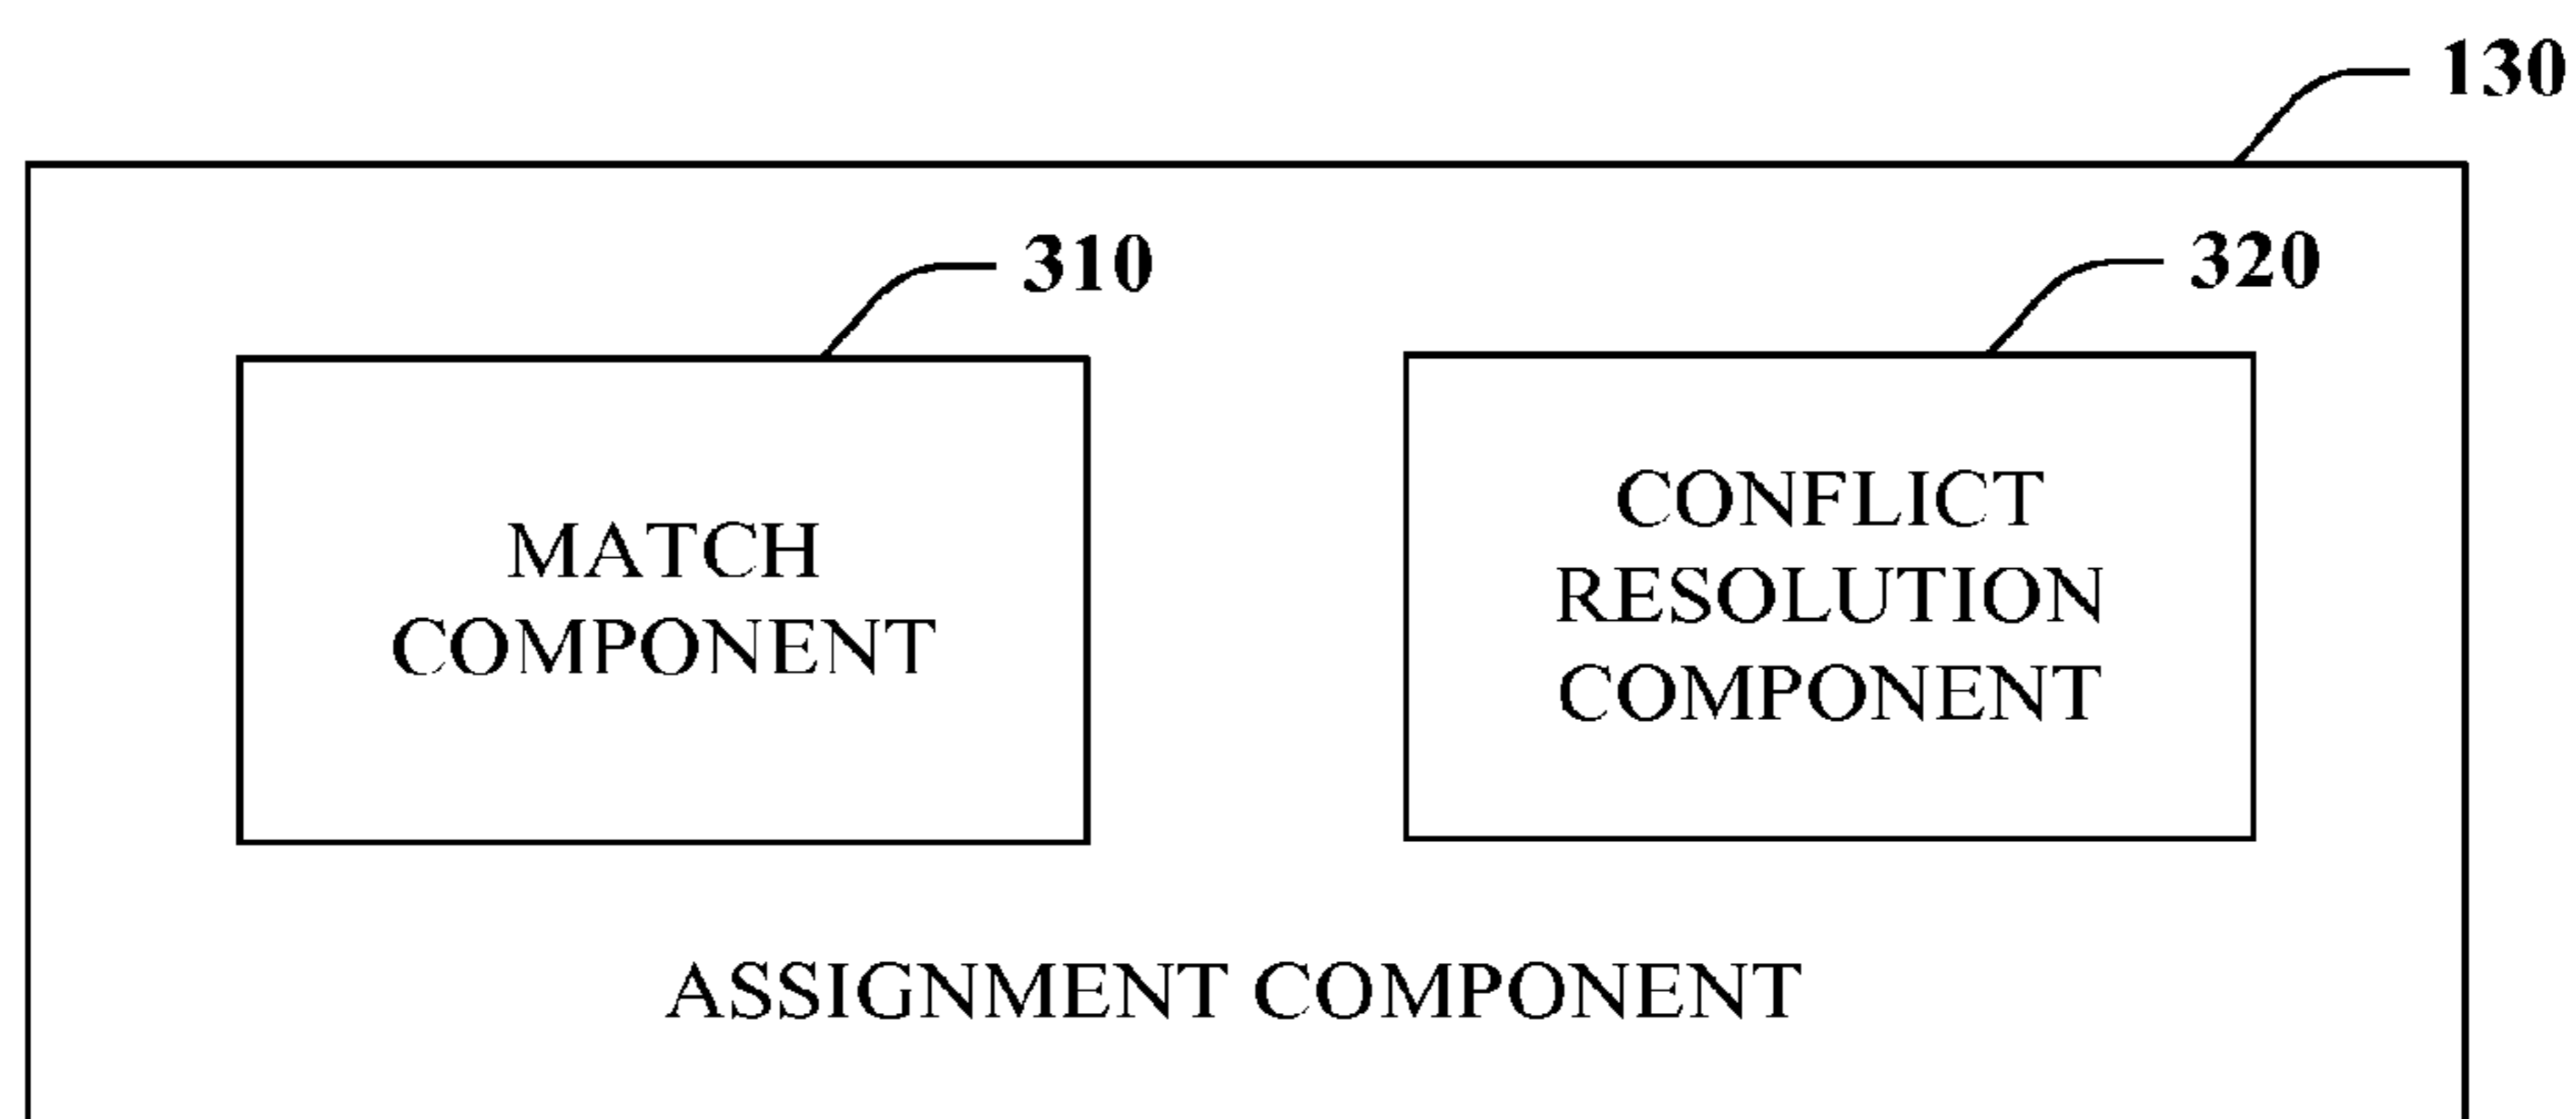 130
310
320
MATCH
COMPONENT
CONFLICT
RESOLUTION
COMPONENT
ASSIGNMENT COMPONENT